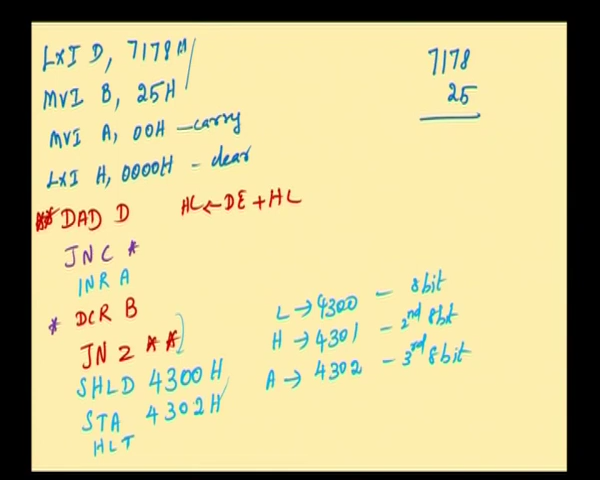 LXI D, 7178H
MVI B, 25H
MVI A, 00H — carry
LXI H, 0000H — clear
** DAD D HL ← DE + HL
JNC *
INR A
* DCR B
JNZ **
SHLD 4300H
STA 4302H
HLT
7178
25
L → 4300 — 8bit
H → 4301 — 2nd 8bit
A → 4302 — 3rd 8bit